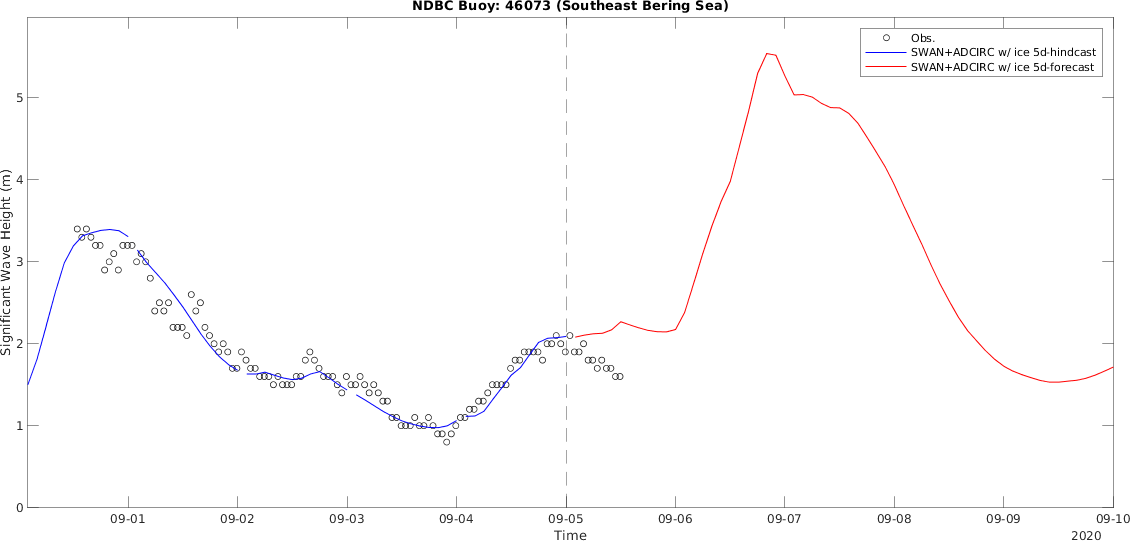 NDBC Buoy: 46073 (Southeast Bering Sea)
Obs.
SWAN+ADCIRC w/ ice 5d-hindcast
SWAN+ADCIRC w/ ice 5d-forecast
Significant Wave Height (m)
5
4
3
2
1
0
09-01 09-02 09-03 09-04 09-05 09-06 09-07 09-08 09-09 09-10
Time
2020